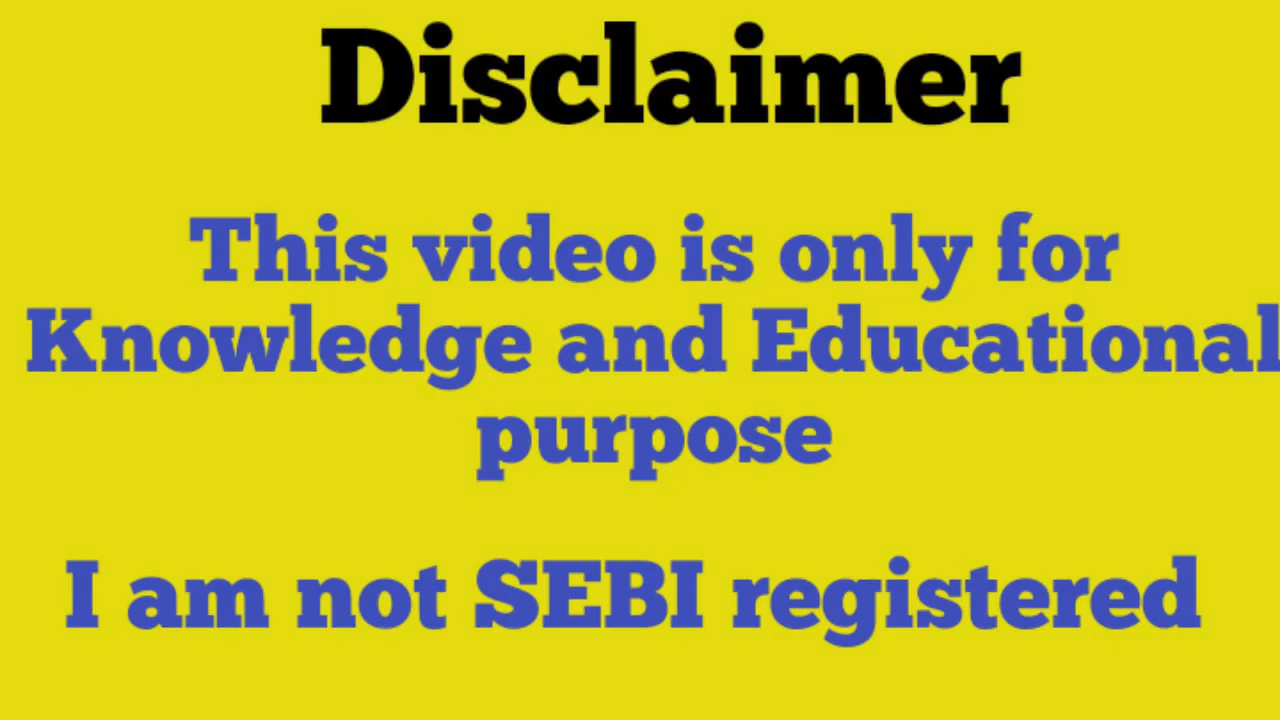 Disclaimer
This video is only for
Knowledge and Educational
purpose
I am not SEBI registered